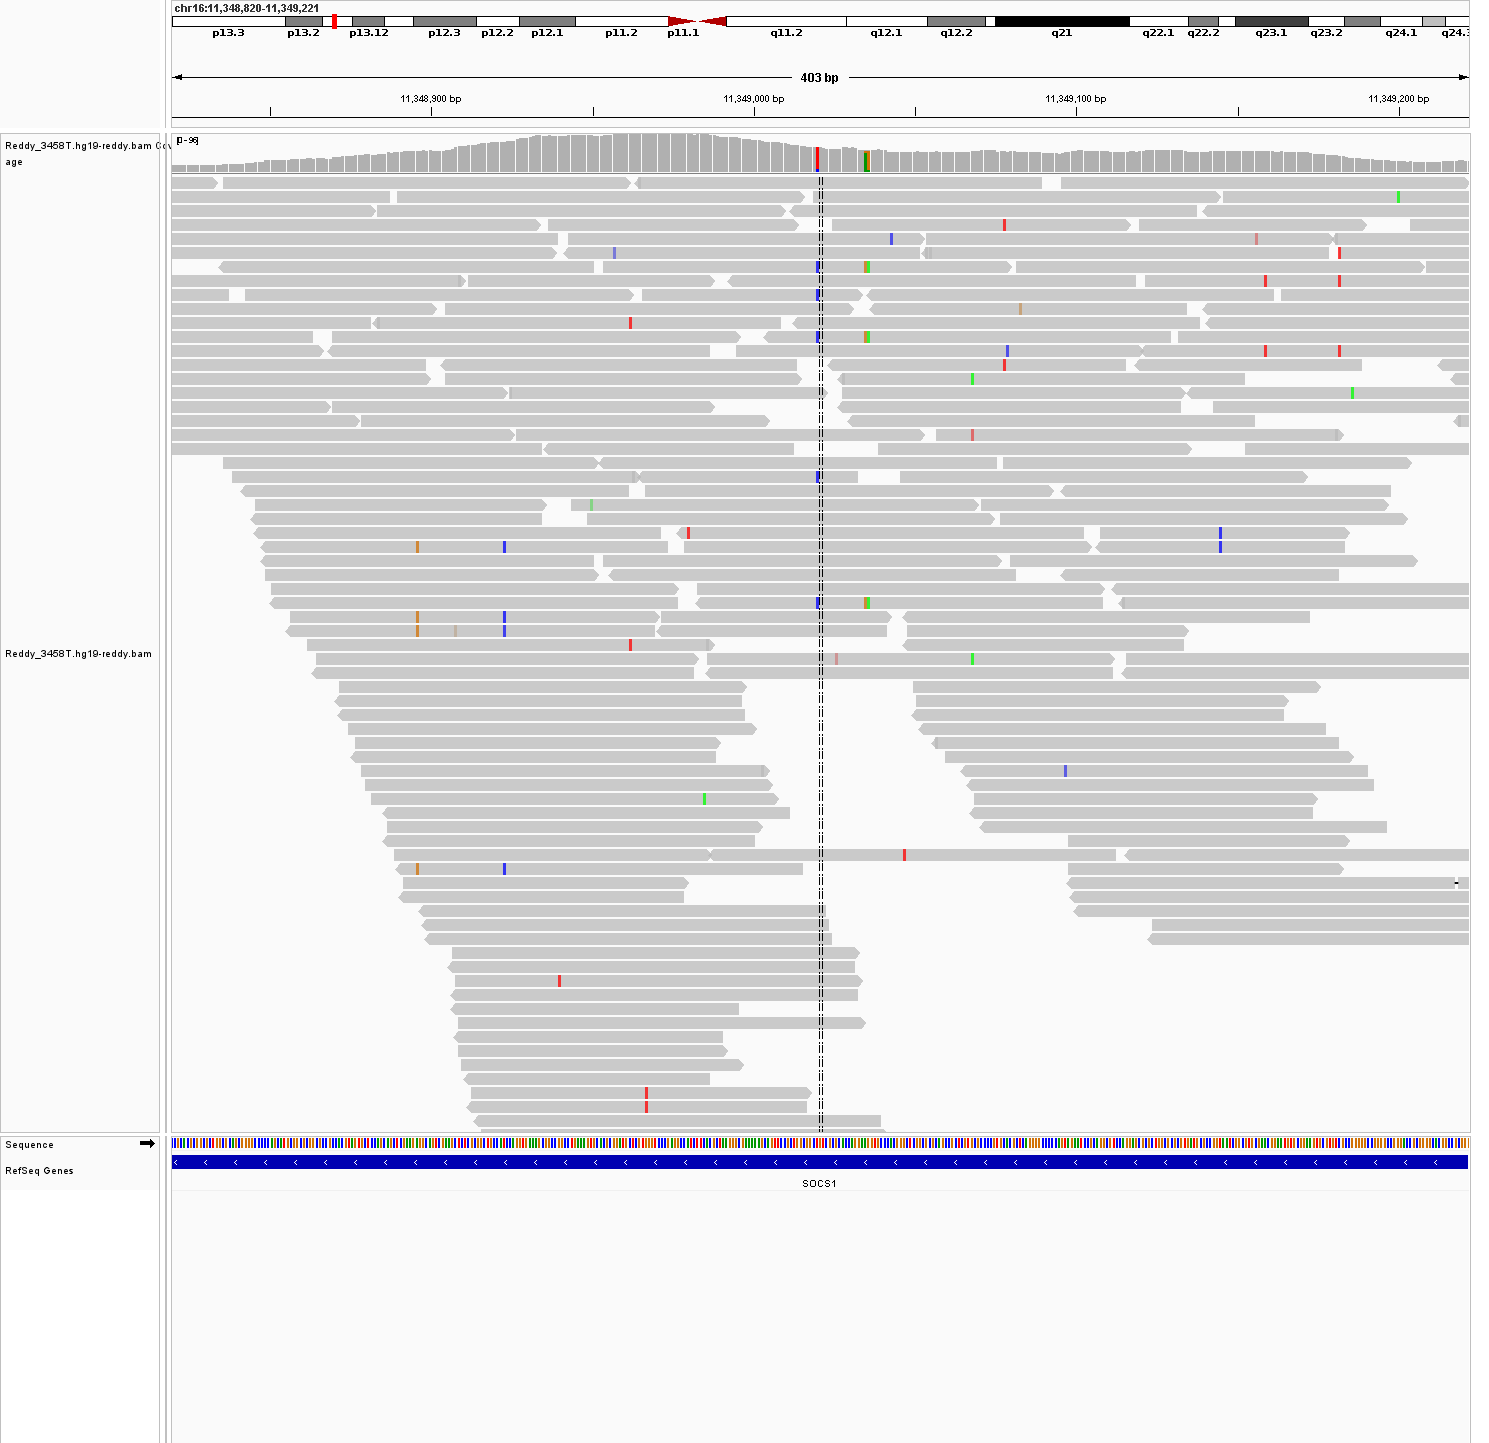 chr16:11,348,820-11,349,221
p13.3 p13.2 p13.12 p12.3 p12.2 p12.1 p11.2 p11.1 q11.2 q12.1 q12.2 q21 q22.1 q22.2 q23.1 q23.2 q24.1 q24.3
403 bp
11,348,900 bp 11,349,000 bp 11,349,100 bp 11,349,200 bp
[0-96]
Reddy_3458T.hg19-reddy.bam Cov
age
Reddy_3458T.hg19-reddy.bam
Sequence
RefSeq Genes
SOCS1